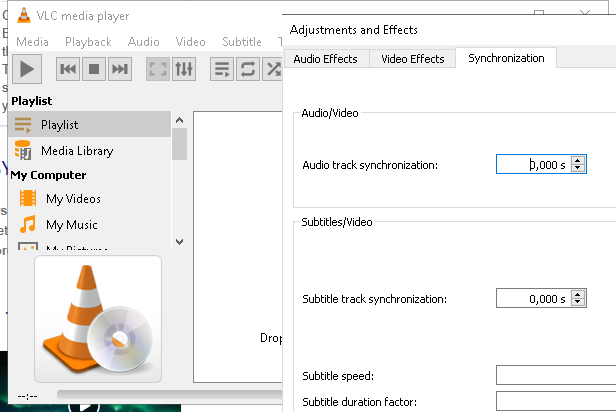 VLC media player
Media Playback Audio Video Subtitle
Playlist
Playlist
Media Library
My Computer
My Videos
My Music
My Pictures
--:--
Adjustments and Effects
Audio Effects Video Effects Synchronization
Audio/Video
Audio track synchronization: 0,000 s
Subtitles/Video
Subtitle track synchronization: 0,000 s
Subtitle speed:
Subtitle duration factor: